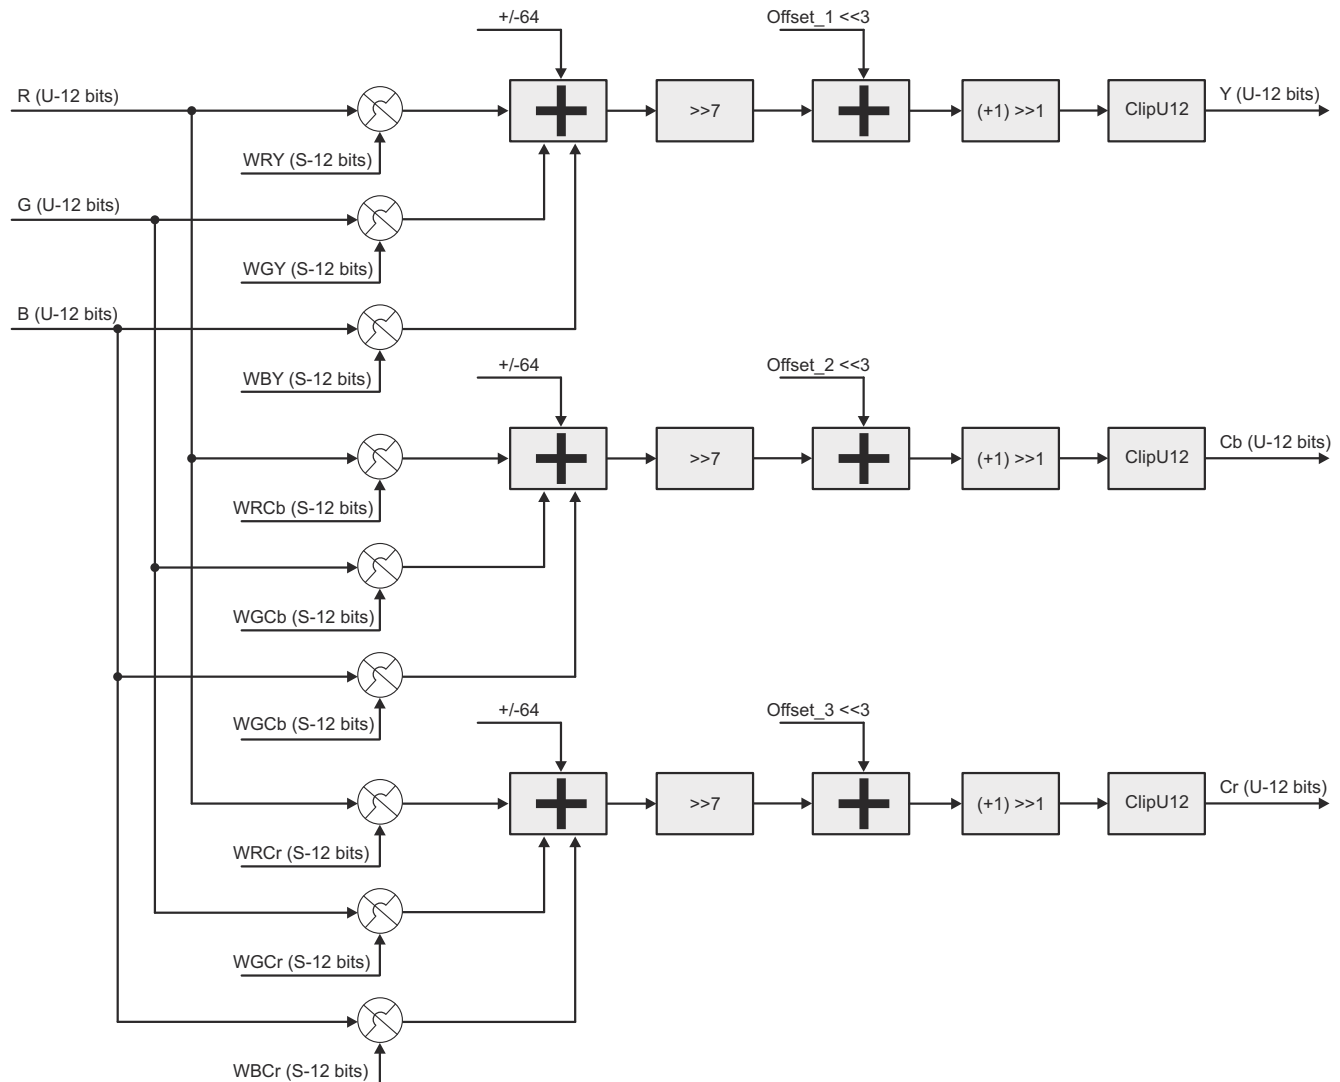 +/-64 Offset_1 <<3
R (U-12 bits) >>7 (+1) >>1 ClipU12 Y (U-12 bits)
WRY (S-12 bits)
G (U-12 bits)
WGY (S-12 bits)
B (U-12 bits)
WBY (S-12 bits)
+/-64 Offset_2 <<3
>>7 (+1) >>1 ClipU12 Cb (U-12 bits)
WRCb (S-12 bits)
WGCb (S-12 bits)
WGCb (S-12 bits)
+/-64 Offset_3 <<3
>>7 (+1) >>1 ClipU12 Cr (U-12 bits)
WRCr (S-12 bits)
WGCr (S-12 bits)
WBCr (S-12 bits)